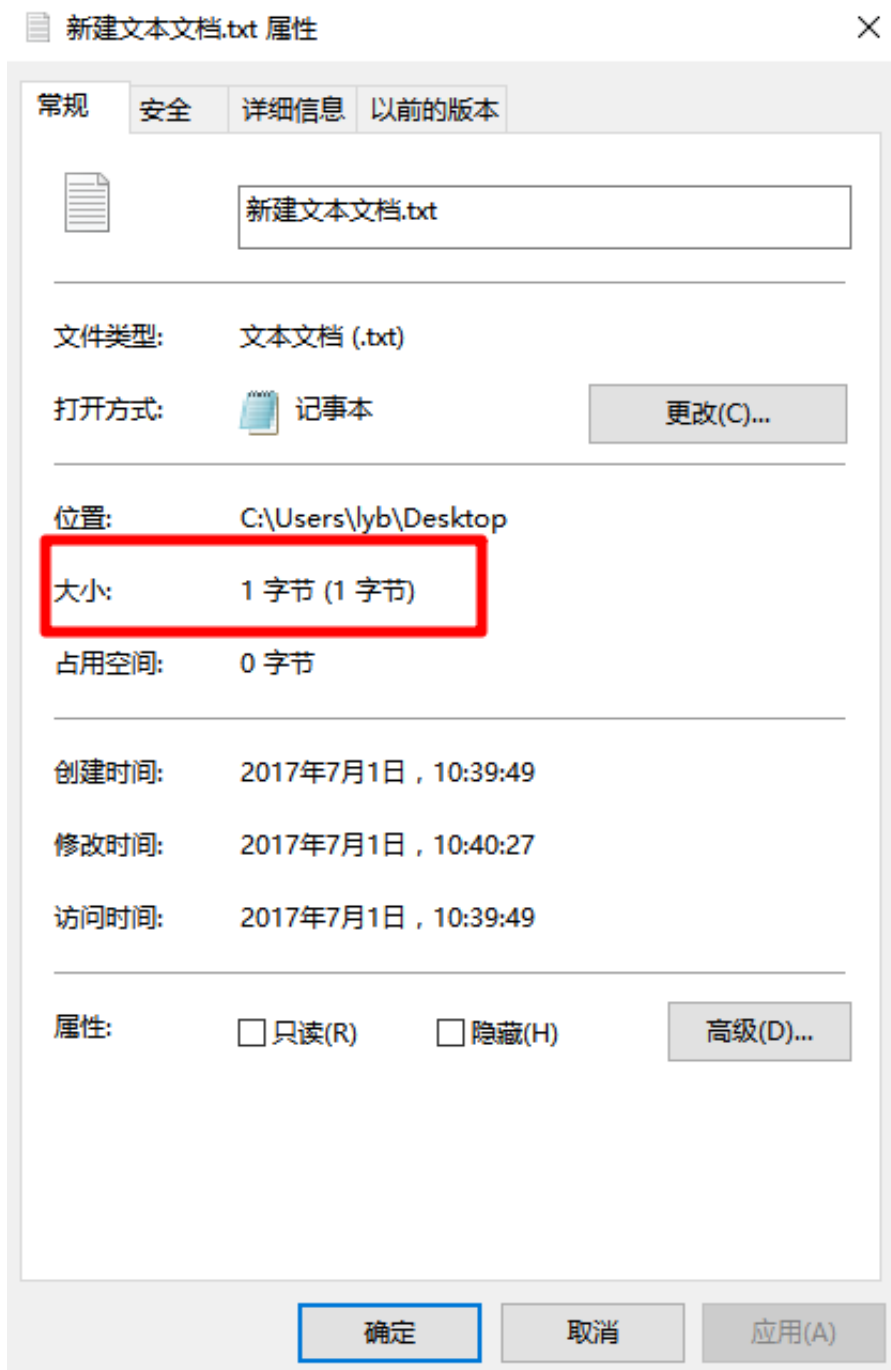 新建文本文档.txt 属性
常规 安全 详细信息 以前的版本
新建文本文档.txt
文件类型: 文本文档 (.txt)
打开方式: 记事本 更改(C)...
位置: C:\Users\lyb\Desktop
大小: 1 字节 (1 字节)
占用空间: 0 字节
创建时间: 2017年7月1日，10:39:49
修改时间: 2017年7月1日，10:40:27
访问时间: 2017年7月1日，10:39:49
属性: 只读(R) 隐藏(H) 高级(D)...
确定 取消 应用(A)